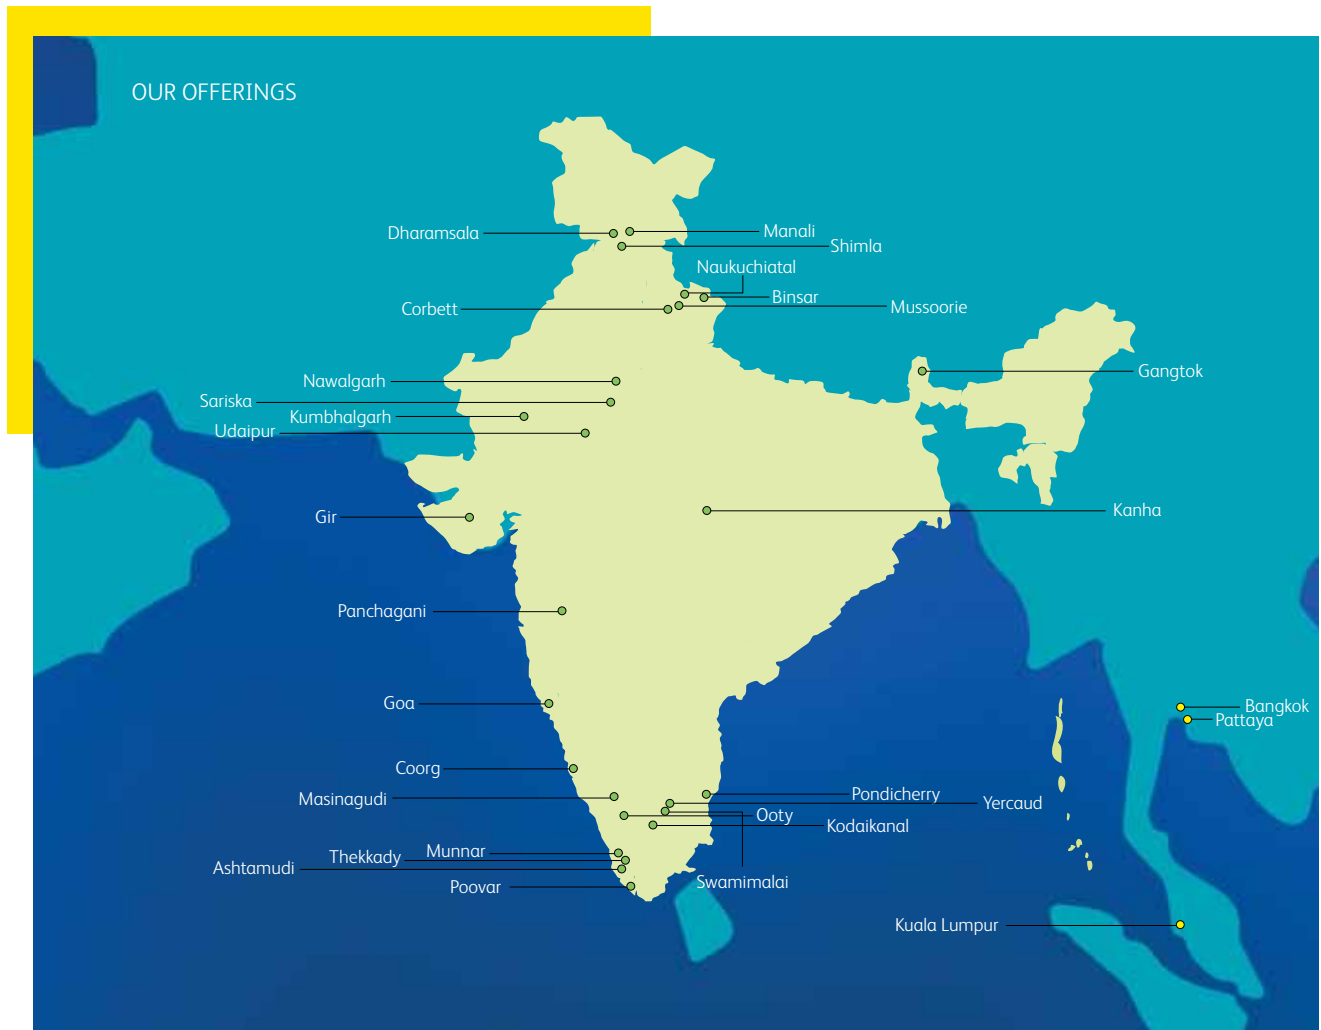 OUR OFFERINGS
Dharamsala
Manali
Shimla
Naukuchiatal
Binsar
Mussoorie
Corbett
Gangtok
Nawalgarh
Sariska
Kumbhalgarh
Udaipur
Kanha
Gir
Panchagani
Goa
Bangkok
Pattaya
Coorg
Masinagudi
Pondicherry
Yercaud
Ooty
Kodaikanal
Munnar
Thekkady
Ashtamudi
Swamimalai
Poovar
Kuala Lumpur